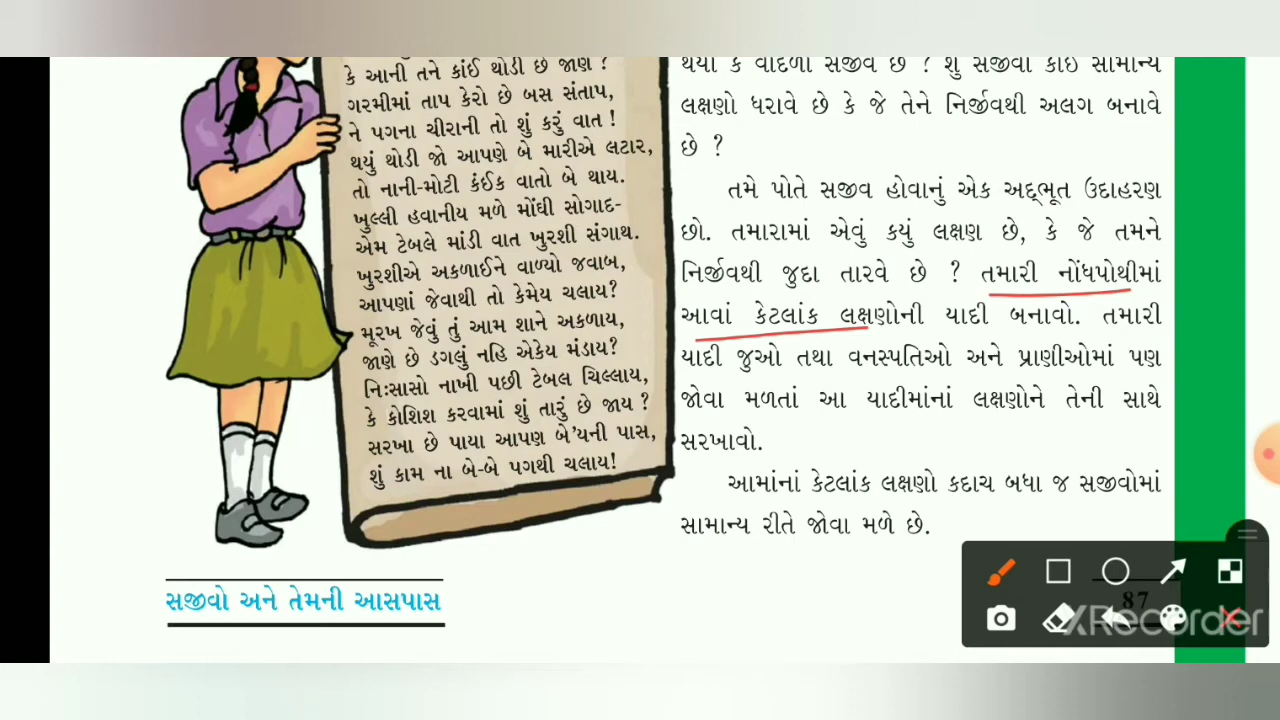 કે આની તને કાંઈ થોડી છે જાણ ?
ગરમીમાં તાપ કેરો છે બસ સંતાપ,
ને પગના ચીરાની તો શું કરું વાત !
થયું થોડી જો આપણે બે મારીએ લટાર,
તો નાની-મોટી કંઈક વાતો બે થાય.
ખુલ્લી હવાનીય મળે મોંઘી સોગાદ-
એમ ટેબલે માંડી વાત ખુરશી સંગાથ.
ખુરશીએ અકળાઈને વાળ્યો જવાબ,
આપણાં જેવાથી તો કેમેય ચલાય?
મૂરખ જેવું તું આમ શાને અકળાય,
જાણે છે ડગલું નહિ એકેય મંડાય?
નિઃસાસો નાખી પછી ટેબલ ચિલ્લાય,
કે કોશિશ કરવામાં શું તારું છે જાય ?
સરખા છે પાયા આપણ બે'યની પાસ,
શું કામ ના બે-બે પગથી ચલાય!
થયા કે વાદળો સજીવ છે ? શું સજીવો કોઈ સામાન્ય
લક્ષણો ધરાવે છે કે જે તેને નિર્જીવથી અલગ બનાવે
છે ?
તમે પોતે સજીવ હોવાનું એક અદ્ભૂત ઉદાહરણ
છો. તમારામાં એવું કયું લક્ષણ છે, કે જે તમને
નિર્જીવથી જુદા તારવે છે ? તમારી નોંધપોથીમાં
આવાં કેટલાંક લક્ષણોની યાદી બનાવો. તમારી
યાદી જુઓ તથા વનસ્પતિઓ અને પ્રાણીઓમાં પણ
જોવા મળતાં આ યાદીમાંનાં લક્ષણોને તેની સાથે
સરખાવો.
આમાંનાં કેટલાંક લક્ષણો કદાચ બધા જ સજીવોમાં
સામાન્ય રીતે જોવા મળે છે.
સજીવો અને તેમની આસપાસ
87
XRecorder